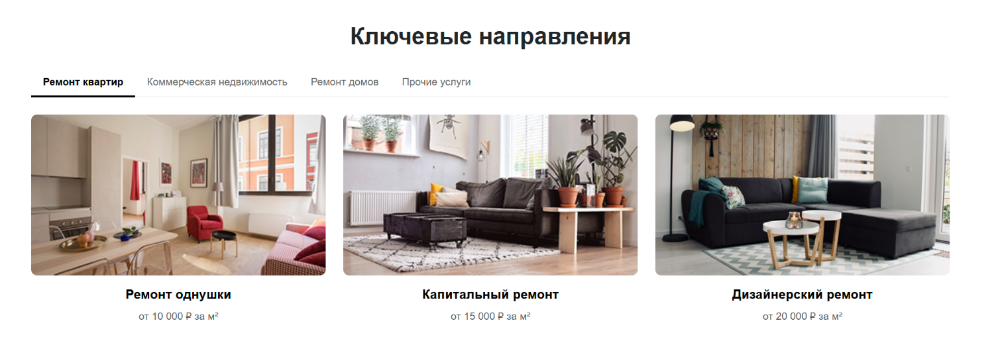 Ключевые направления
Ремонт квартир Коммерческая недвижимость Ремонт домов Прочие услуги
Ремонт однушки Капитальный ремонт Дизайнерский ремонт
от 10 000 ₽ за м² от 15 000 ₽ за м² от 20 000 ₽ за м²